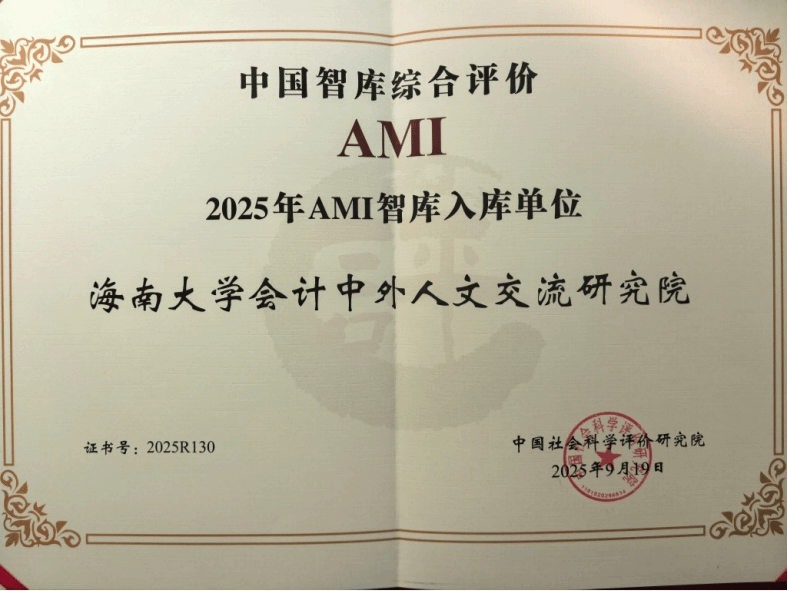 中国智库综合评价
AMI
2025年AMI智库入库单位
海南大学会计中外人文交流研究院
证书号：2025R130
中国社会科学评价研究院
2025年9月19日